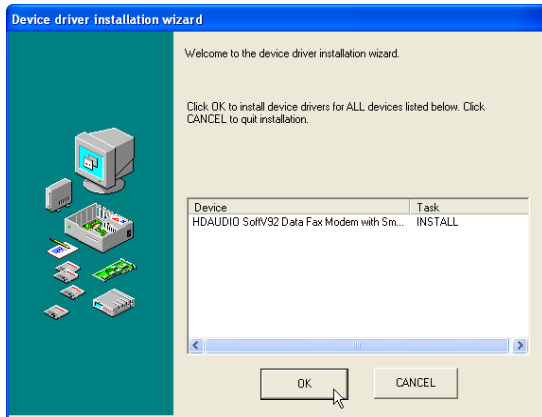 Device driver installation wizard
Welcome to the device driver installation wizard.
Click OK to install device drivers for ALL devices listed below. Click
CANCEL to quit installation.
Device Task
HDAUDIO SoftV92 Data Fax Modem with Sm... INSTALL
OK CANCEL